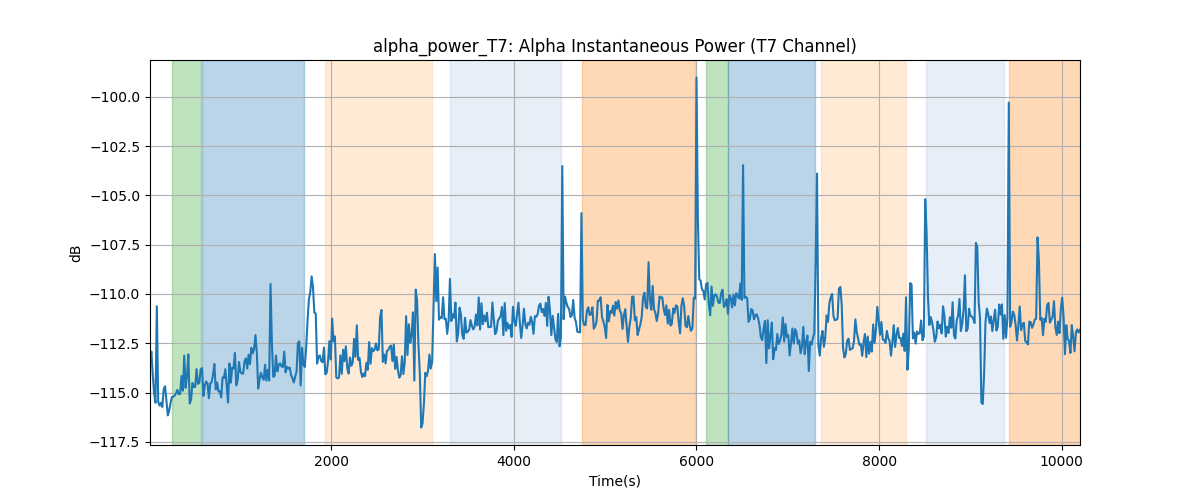 alpha_power_T7: Alpha Instantaneous Power (T7 Channel)
−100.0
−102.5
−105.0
−107.5
−110.0
−112.5
−115.0
−117.5
dB
2000 4000 6000 8000 10000
Time(s)